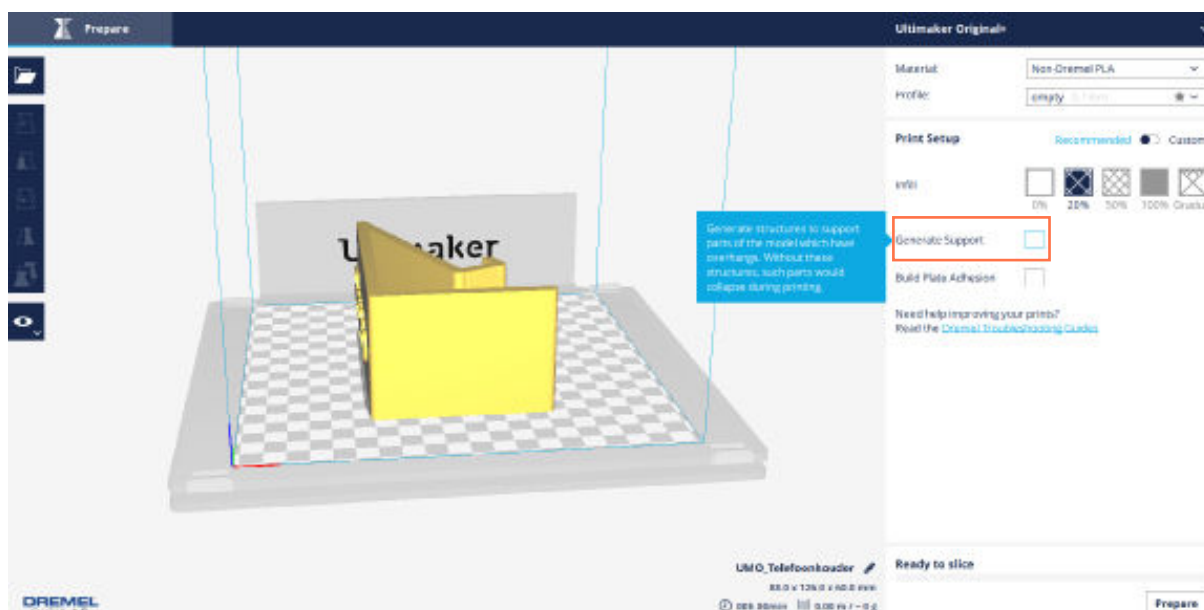 Prepare
Ultimaker Original+
Material:
Non-Dremel PLA
Profile:
empty 0.1mm
Print Setup
Recommended
Custom
Infill
0%
20%
50%
100%
Generate structures to support
parts of the model which have
overhangs. Without these
structures, such parts would
collapse during printing.
Generate Support
Build Plate Adhesion
Need help improving your prints?
Read the Dremel Troubleshooting Guides
UMO_Telefoonhouder
Ready to slice
Prepare
DREMEL